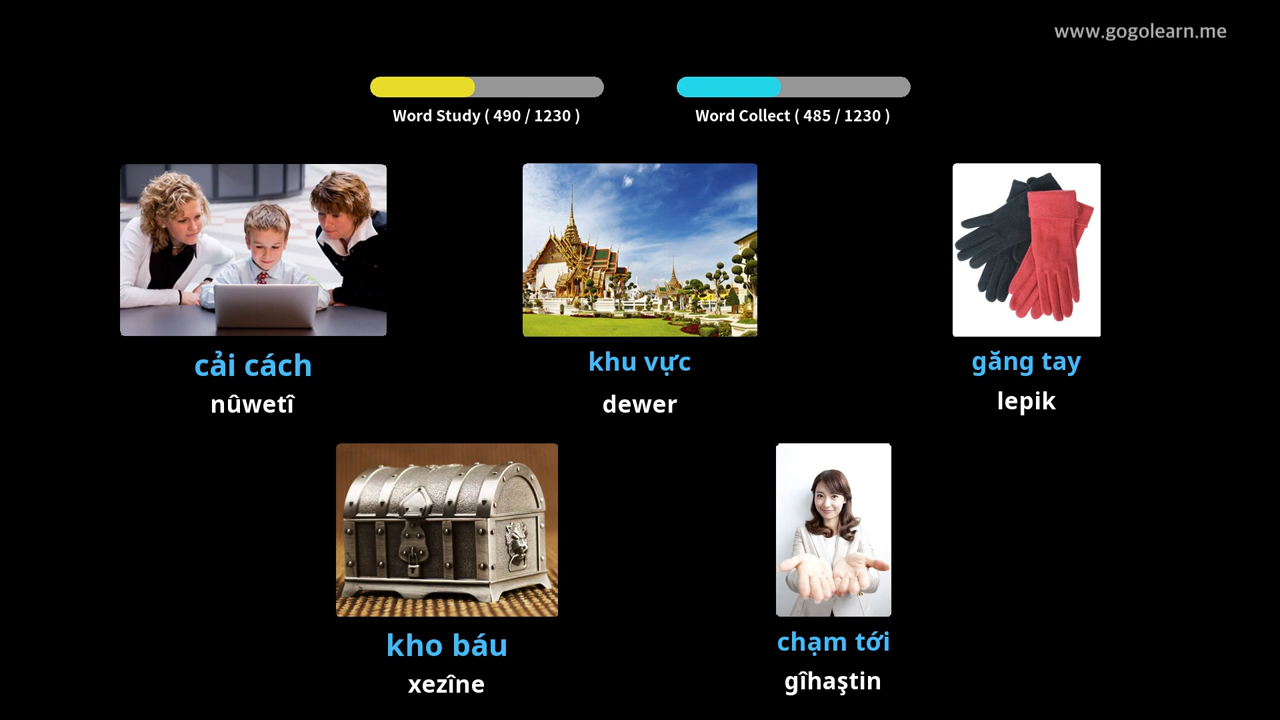 www.gogolearn.me
Word Study ( 490 / 1230 )
Word Collect ( 485 / 1230 )
cải cách
nûwetî
khu vực
dewer
găng tay
lepik
kho báu
xezîne
chạm tới
gîhaştin